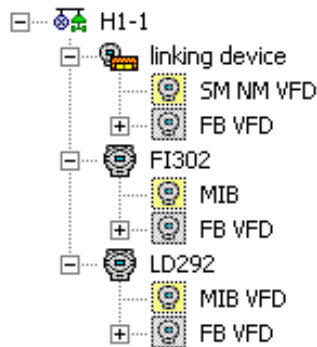 H1-1
linking device
SM NM VFD
FB VFD
FI302
MIB
FB VFD
LD292
MIB VFD
FB VFD